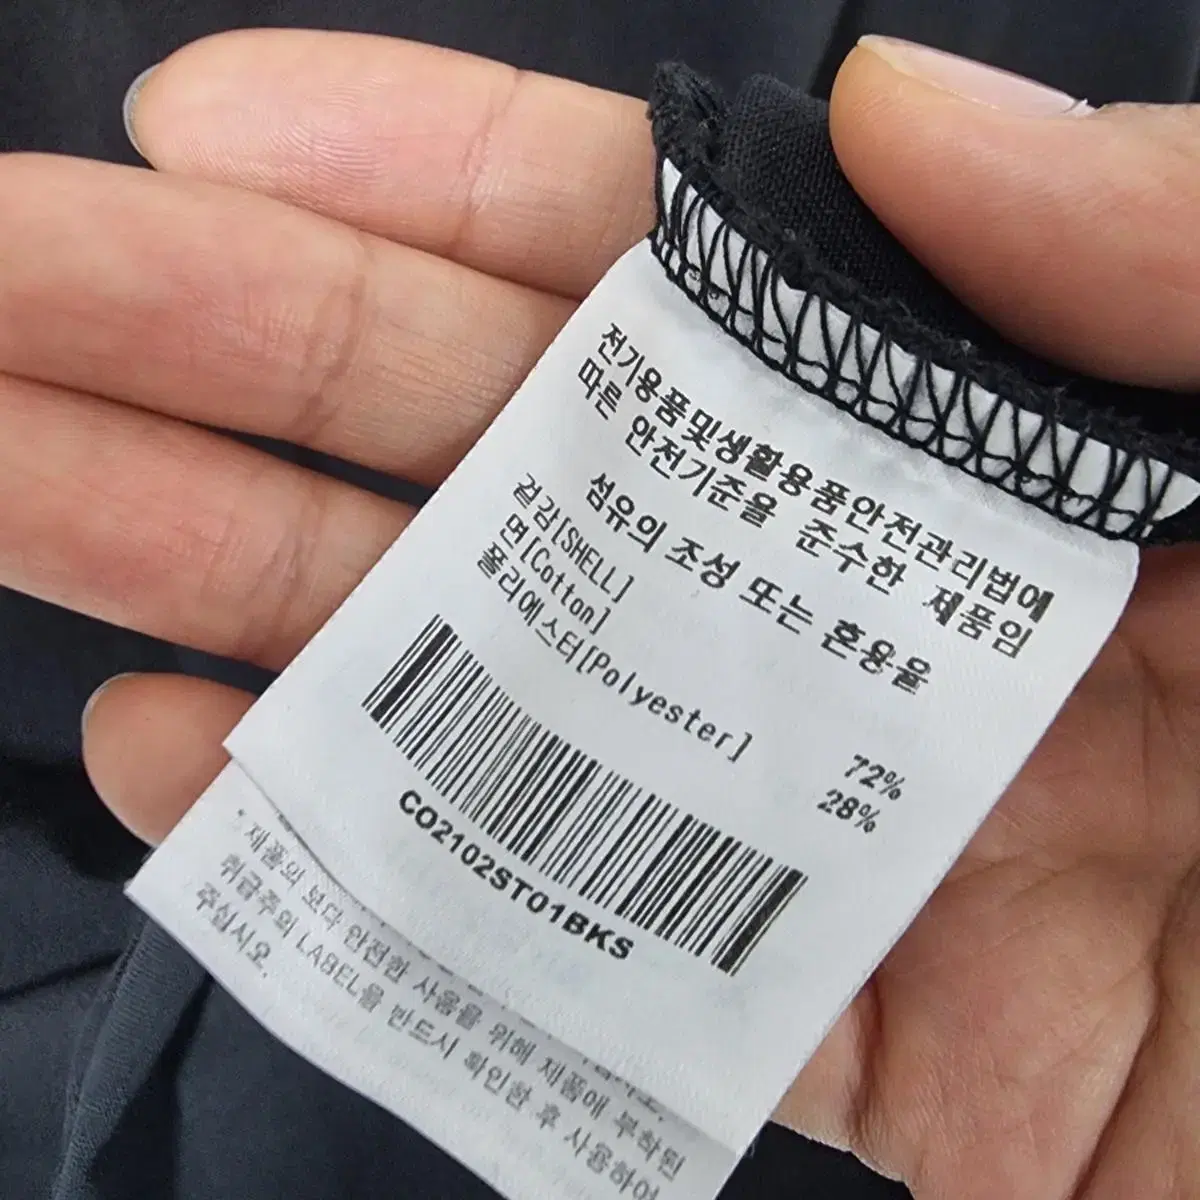 전기용품및생활용품안전관리법에
따른 안전기준을 준수한 제품임
섬유의 조성 또는 혼용율
겉감[SHELL]
면[Cotton] 72%
폴리에스터[Polyester] 28%
CO2102ST01BKS
* 제품의 보다 안전한 사용을 위해 제품에 부착된
취급주의 LABEL을 반드시 확인한 후 사용하여
주십시오.